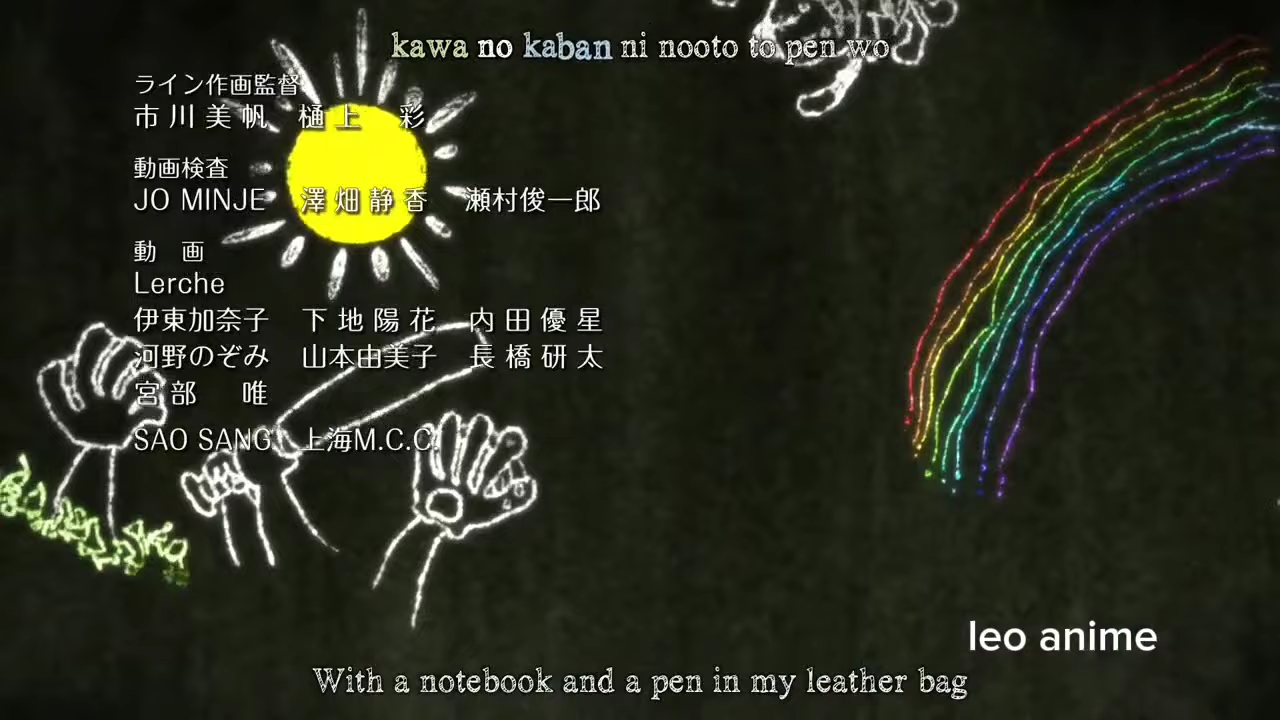 kawa no kaban ni nooto to pen wo
ライン作画監督
市川美帆 樋上 彩
動画検査
JO MINJE 澤畑静香 瀬村俊一郎
動 画
Lerche
伊東加奈子 下地陽花 内田優星
河野のぞみ 山本由美子 長橋研太
宮部 唯
SAO SANG 上海M.C.C.
leo anime
With a notebook and a pen in my leather bag